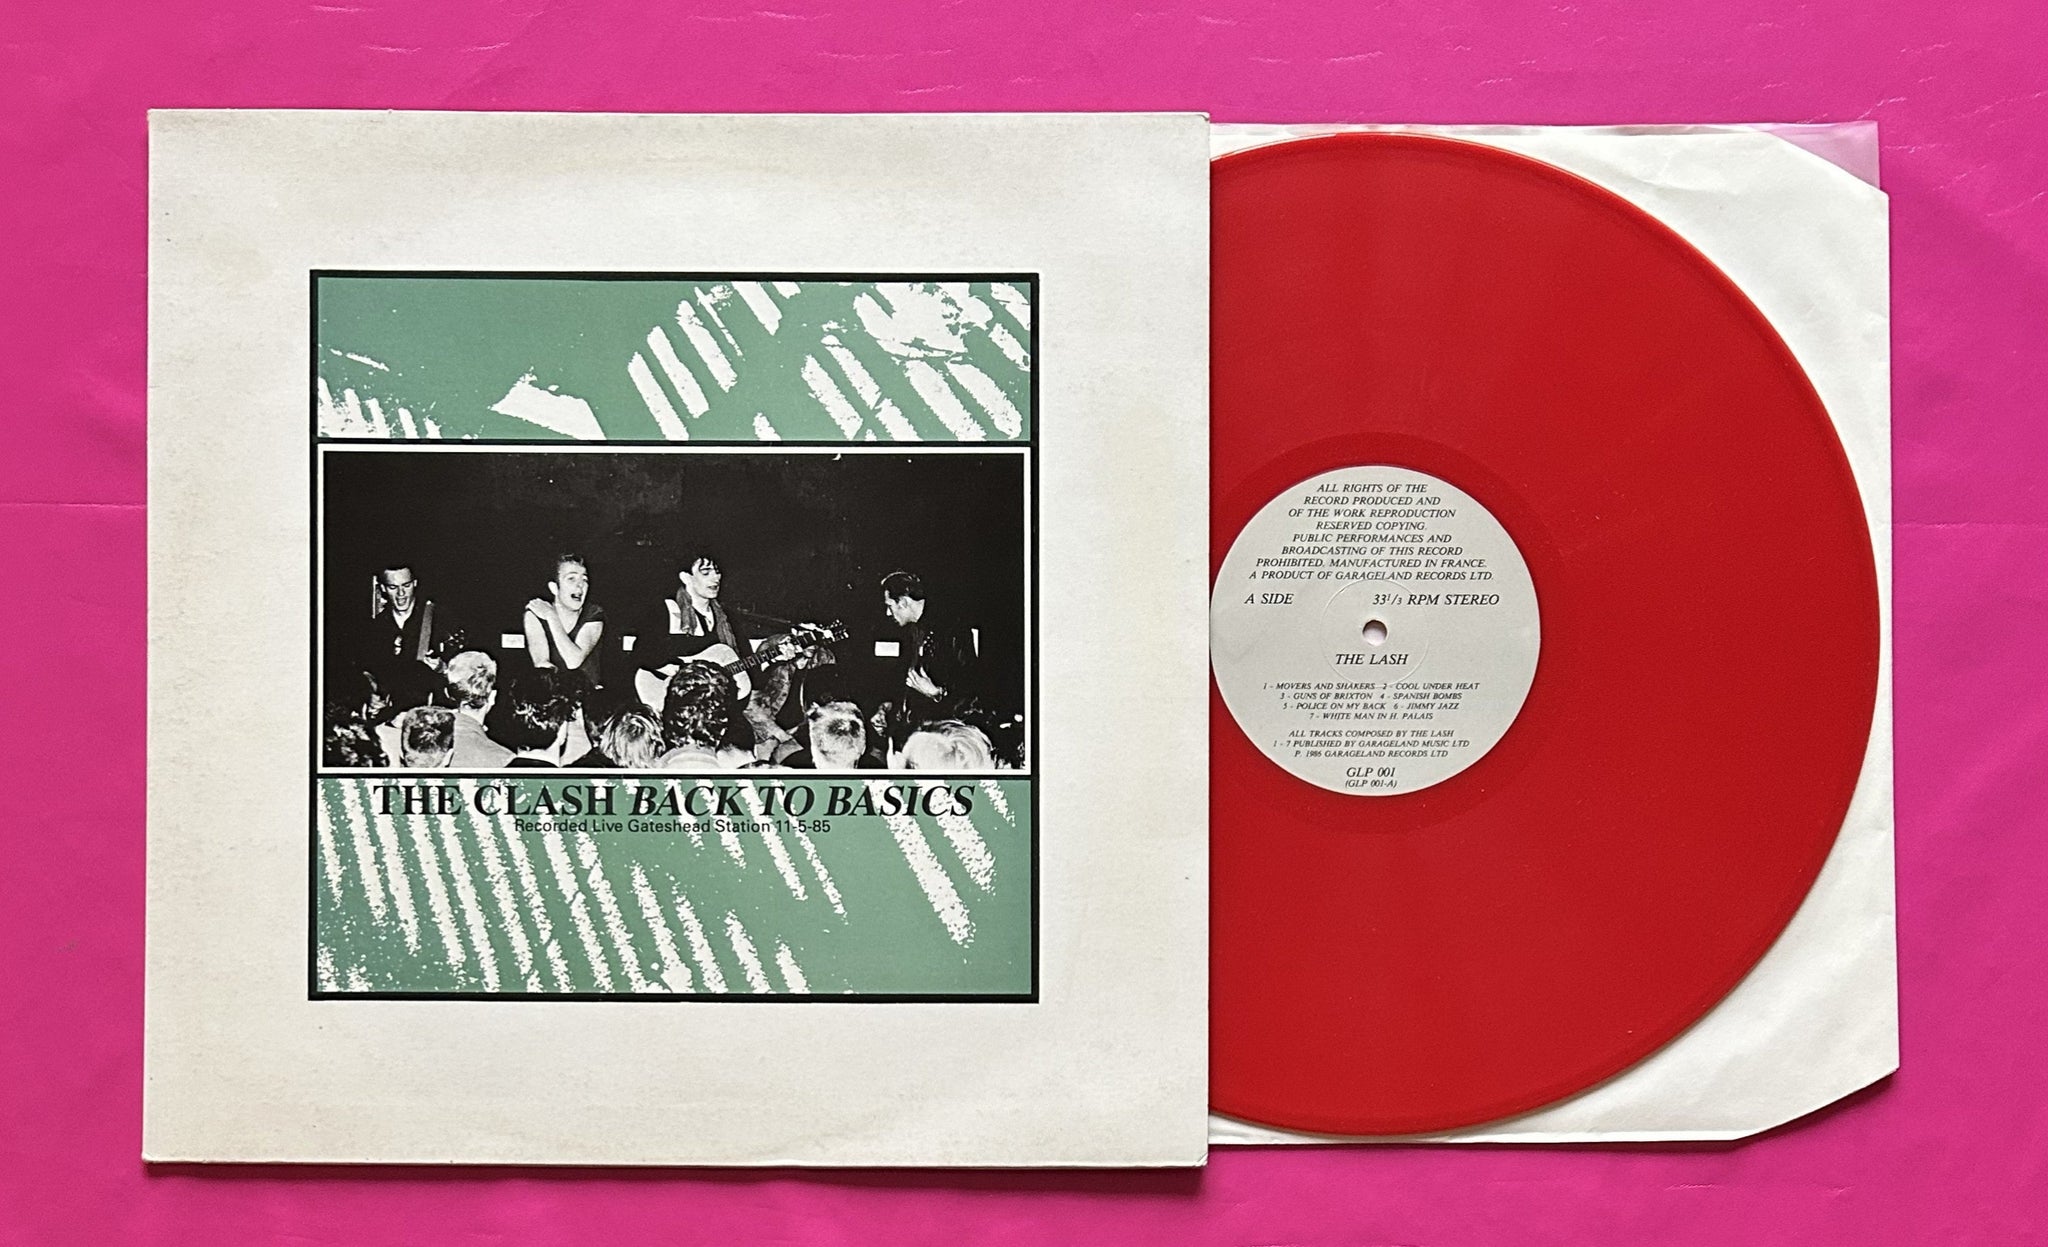 THE CLASH BACK TO BASICS
Recorded Live Gateshead Station 11-5-85
ALL RIGHTS OF THE
RECORD PRODUCED AND
OF THE WORK REPRODUCTION
RESERVED COPYING.
PUBLIC PERFORMANCES AND
BROADCASTING OF THIS RECORD
PROHIBITED. MANUFACTURED IN FRANCE.
A PRODUCT OF GARAGELAND RECORDS LTD.
A SIDE 33 1/3 RPM STEREO
THE LASH
1 - MOVERS AND SHAKERS 2 - COOL UNDER HEAT
3 - GUNS OF BRIXTON 4 - SPANISH BOMBS
5 - POLICE ON MY BACK 6 - JIMMY JAZZ
7 - WHITE MAN IN H. PALAIS
ALL TRACKS COMPOSED BY THE LASH
1 - 7 PUBLISHED BY GARAGELAND MUSIC LTD
P. 1986 GARAGELAND RECORDS LTD
GLP 001
(GLP 001-A)